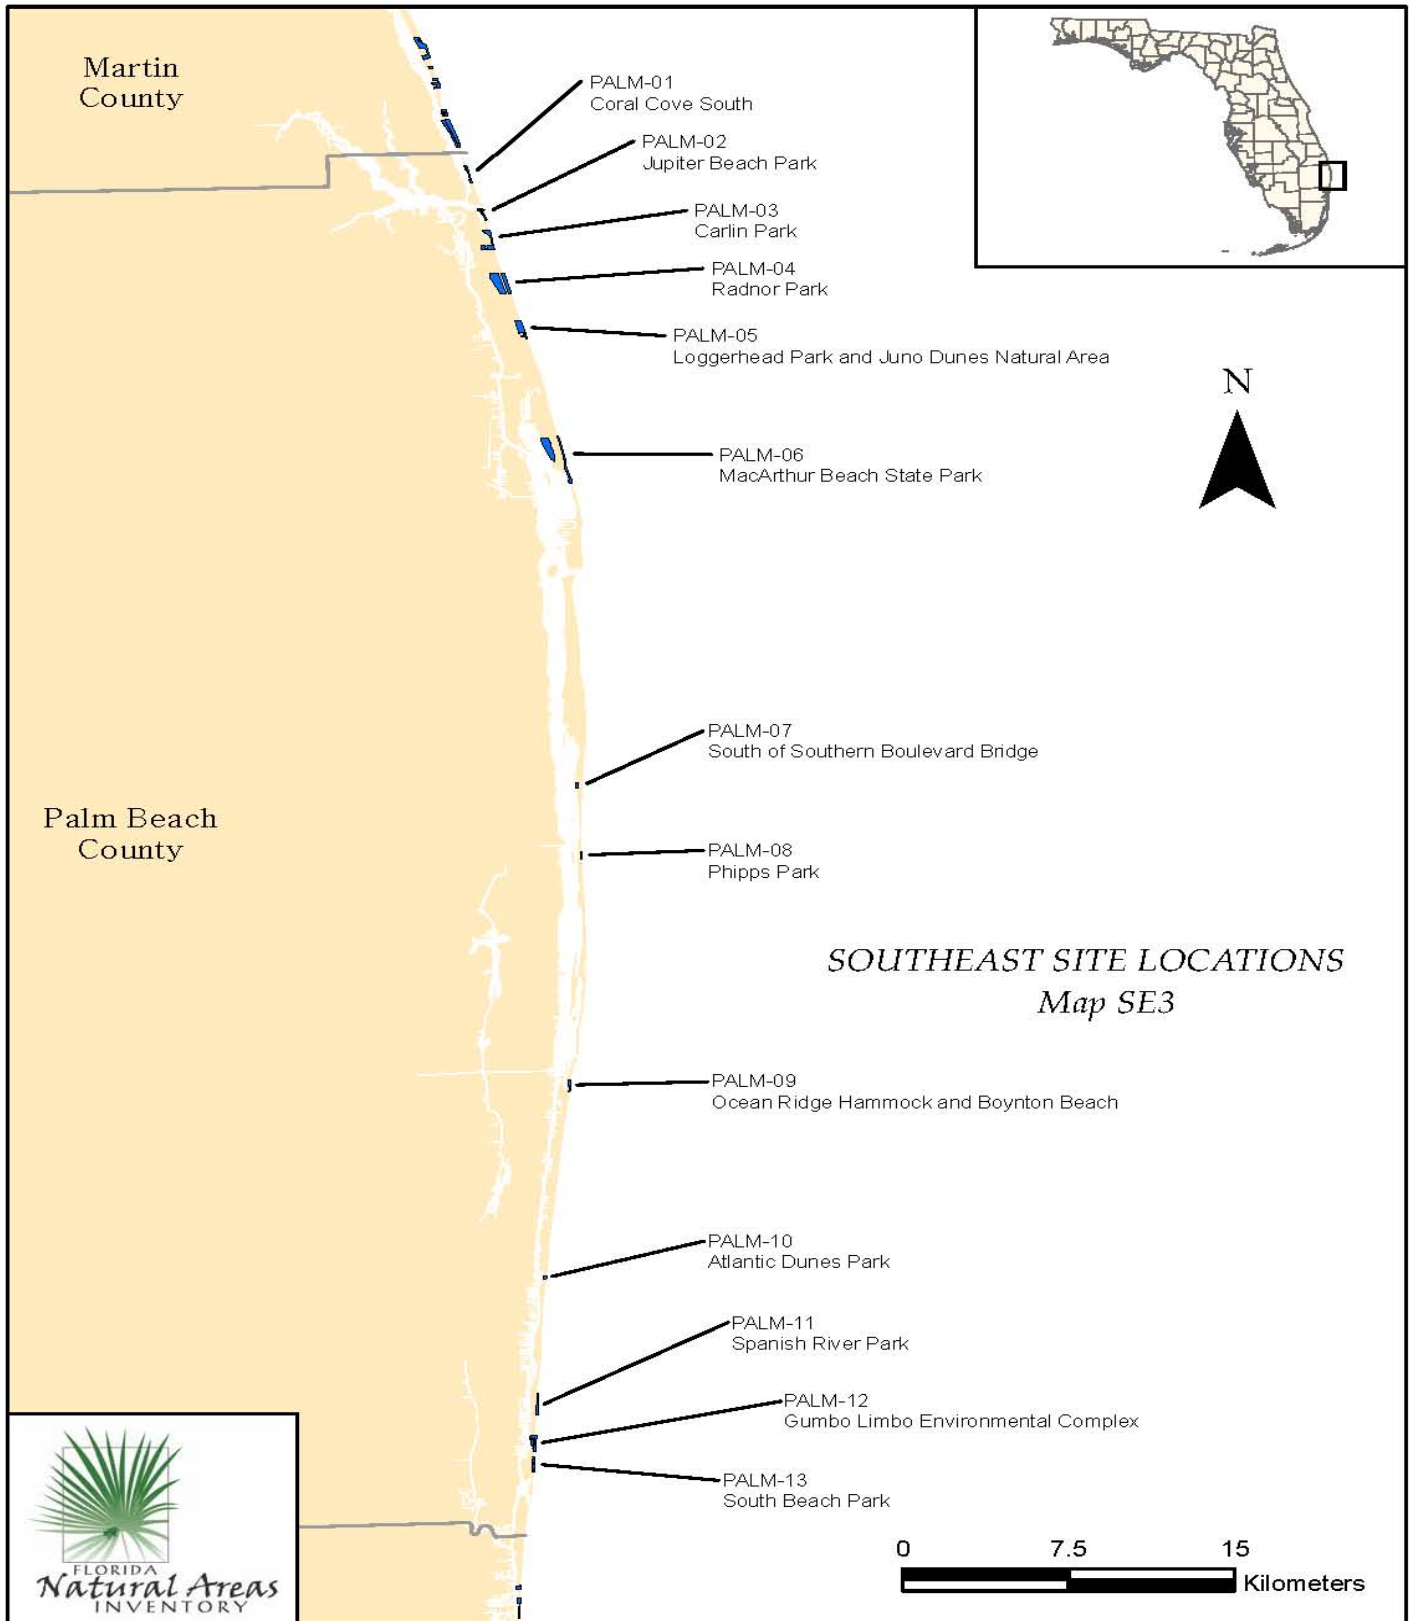 Martin
County
PALM-01
Coral Cove South
PALM-02
Jupiter Beach Park
PALM-03
Carlin Park
PALM-04
Radnor Park
PALM-05
Loggerhead Park and Juno Dunes Natural Area
N
PALM-06
MacArthur Beach State Park
PALM-07
South of Southern Boulevard Bridge
Palm Beach
County
PALM-08
Phipps Park
SOUTHEAST SITE LOCATIONS
Map SE3
PALM-09
Ocean Ridge Hammock and Boynton Beach
PALM-10
Atlantic Dunes Park
PALM-11
Spanish River Park
PALM-12
Gumbo Limbo Environmental Complex
PALM-13
South Beach Park
0 7.5 15
Kilometers
FLORIDA
Natural Areas
INVENTORY